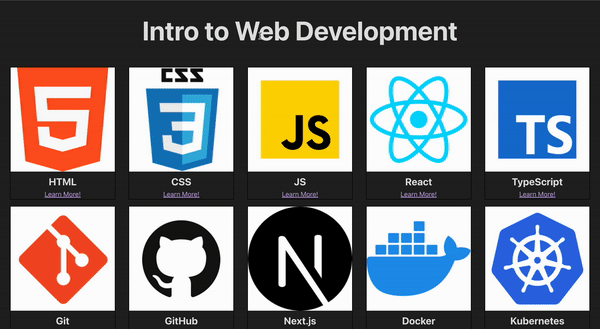 Intro to Web Development
5
CSS
3
JS
TS
HTML
CSS
JS
React
TypeScript
Learn More!
Learn More!
Learn More!
Learn More!
Learn More!
N
Git
GitHub
Next.js
Docker
Kubernetes